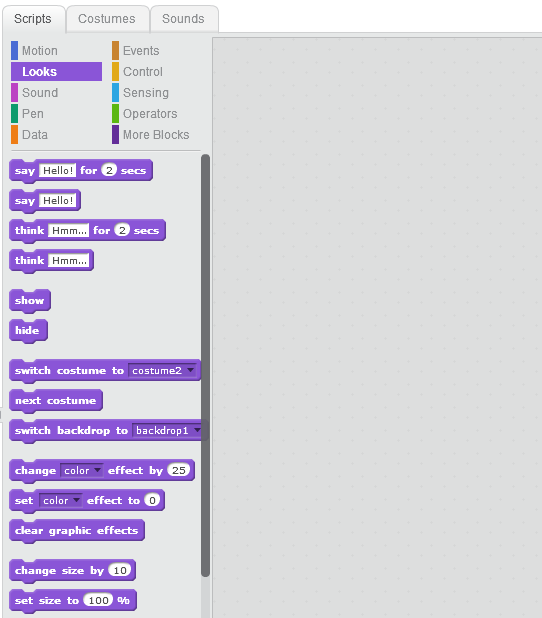 Scripts Costumes Sounds
Motion Events
Looks Control
Sound Sensing
Pen Operators
Data More Blocks
say Hello! for 2 secs
say Hello!
think Hmm... for 2 secs
think Hmm...
show
hide
switch costume to costume2
next costume
switch backdrop to backdrop1
change color effect by 25
set color effect to 0
clear graphic effects
change size by 10
set size to 100 %